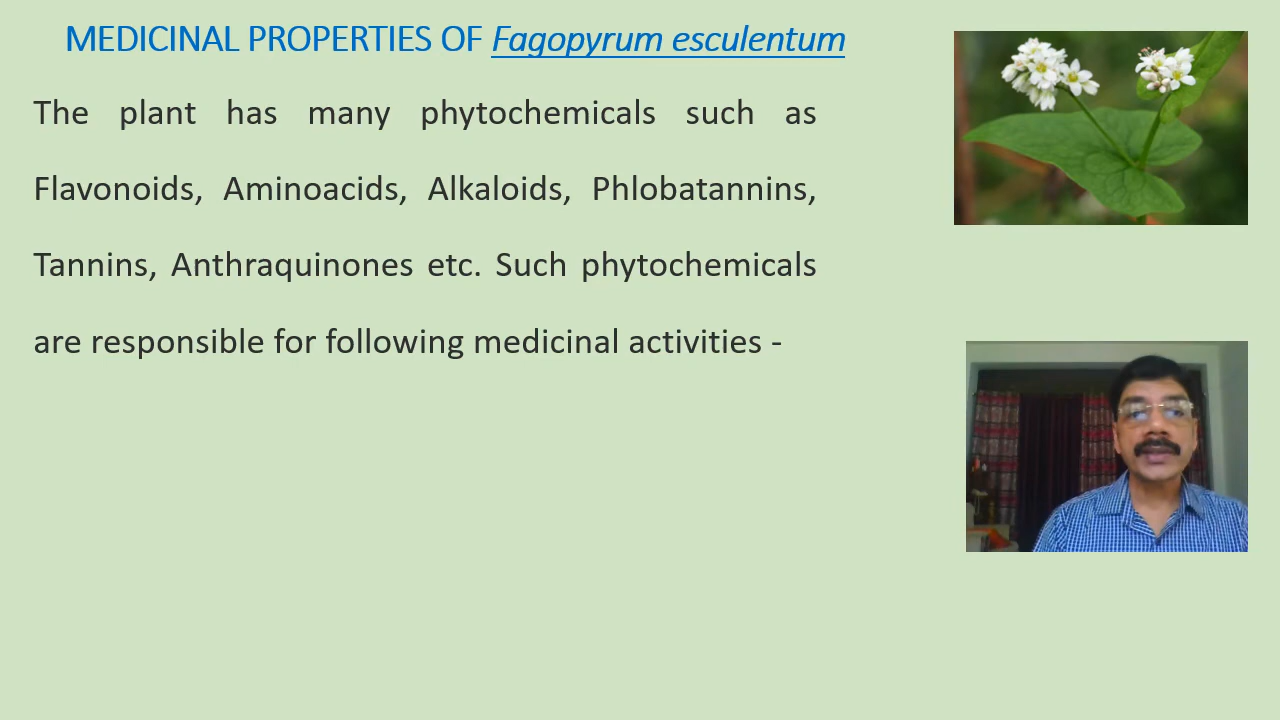 MEDICINAL PROPERTIES OF Fagopyrum esculentum
The plant has many phytochemicals such as
Flavonoids, Aminoacids, Alkaloids, Phlobatannins,
Tannins, Anthraquinones etc. Such phytochemicals
are responsible for following medicinal activities -